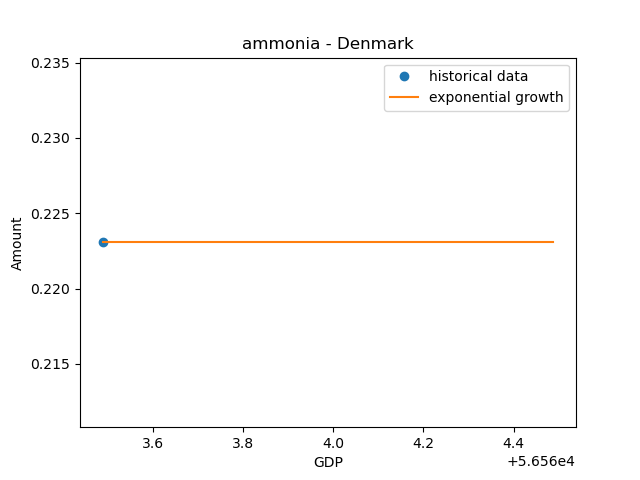 ammonia - Denmark
historical data
exponential growth
0.235
0.230
0.225
0.220
0.215
Amount
3.6 3.8 4.0 4.2 4.4
+5.656e4
GDP